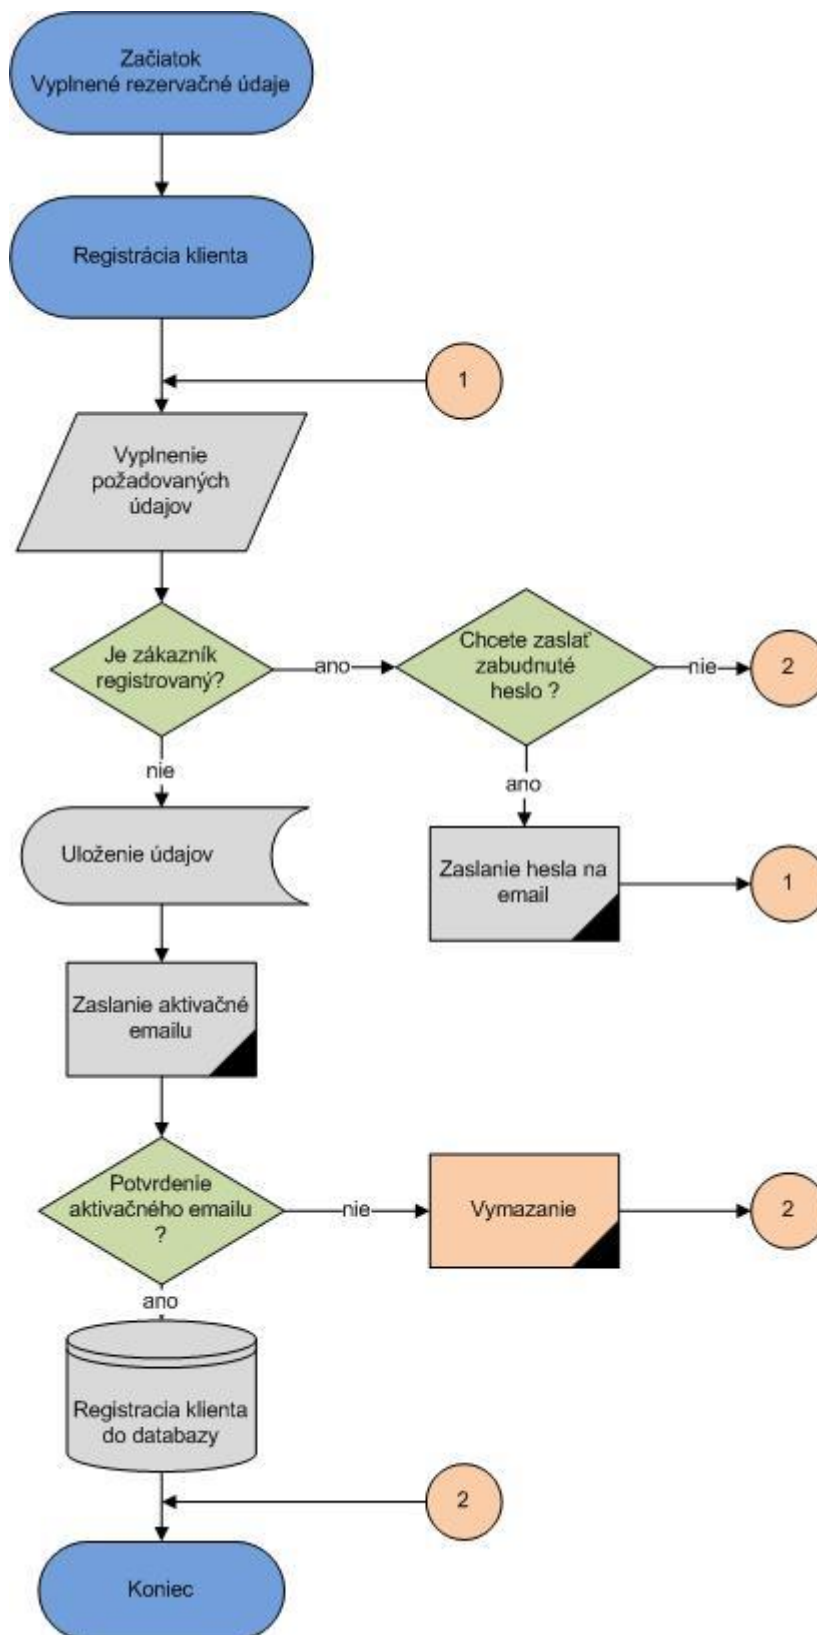 Začiatok
Vyplnené rezervačné údaje
Registrácia klienta
1
Vyplnenie
požadovaných
údajov
Je zákazník
registrovaný?
ano
Chcete zaslať
zabudnuté
heslo ?
nie
2
nie
ano
Uloženie údajov
Zaslanie hesla na
email
1
Zaslanie aktivačné
emailu
Potvrdenie
aktivačného emailu
?
nie
Vymazanie
2
ano
Registracia klienta
do databazy
2
Koniec